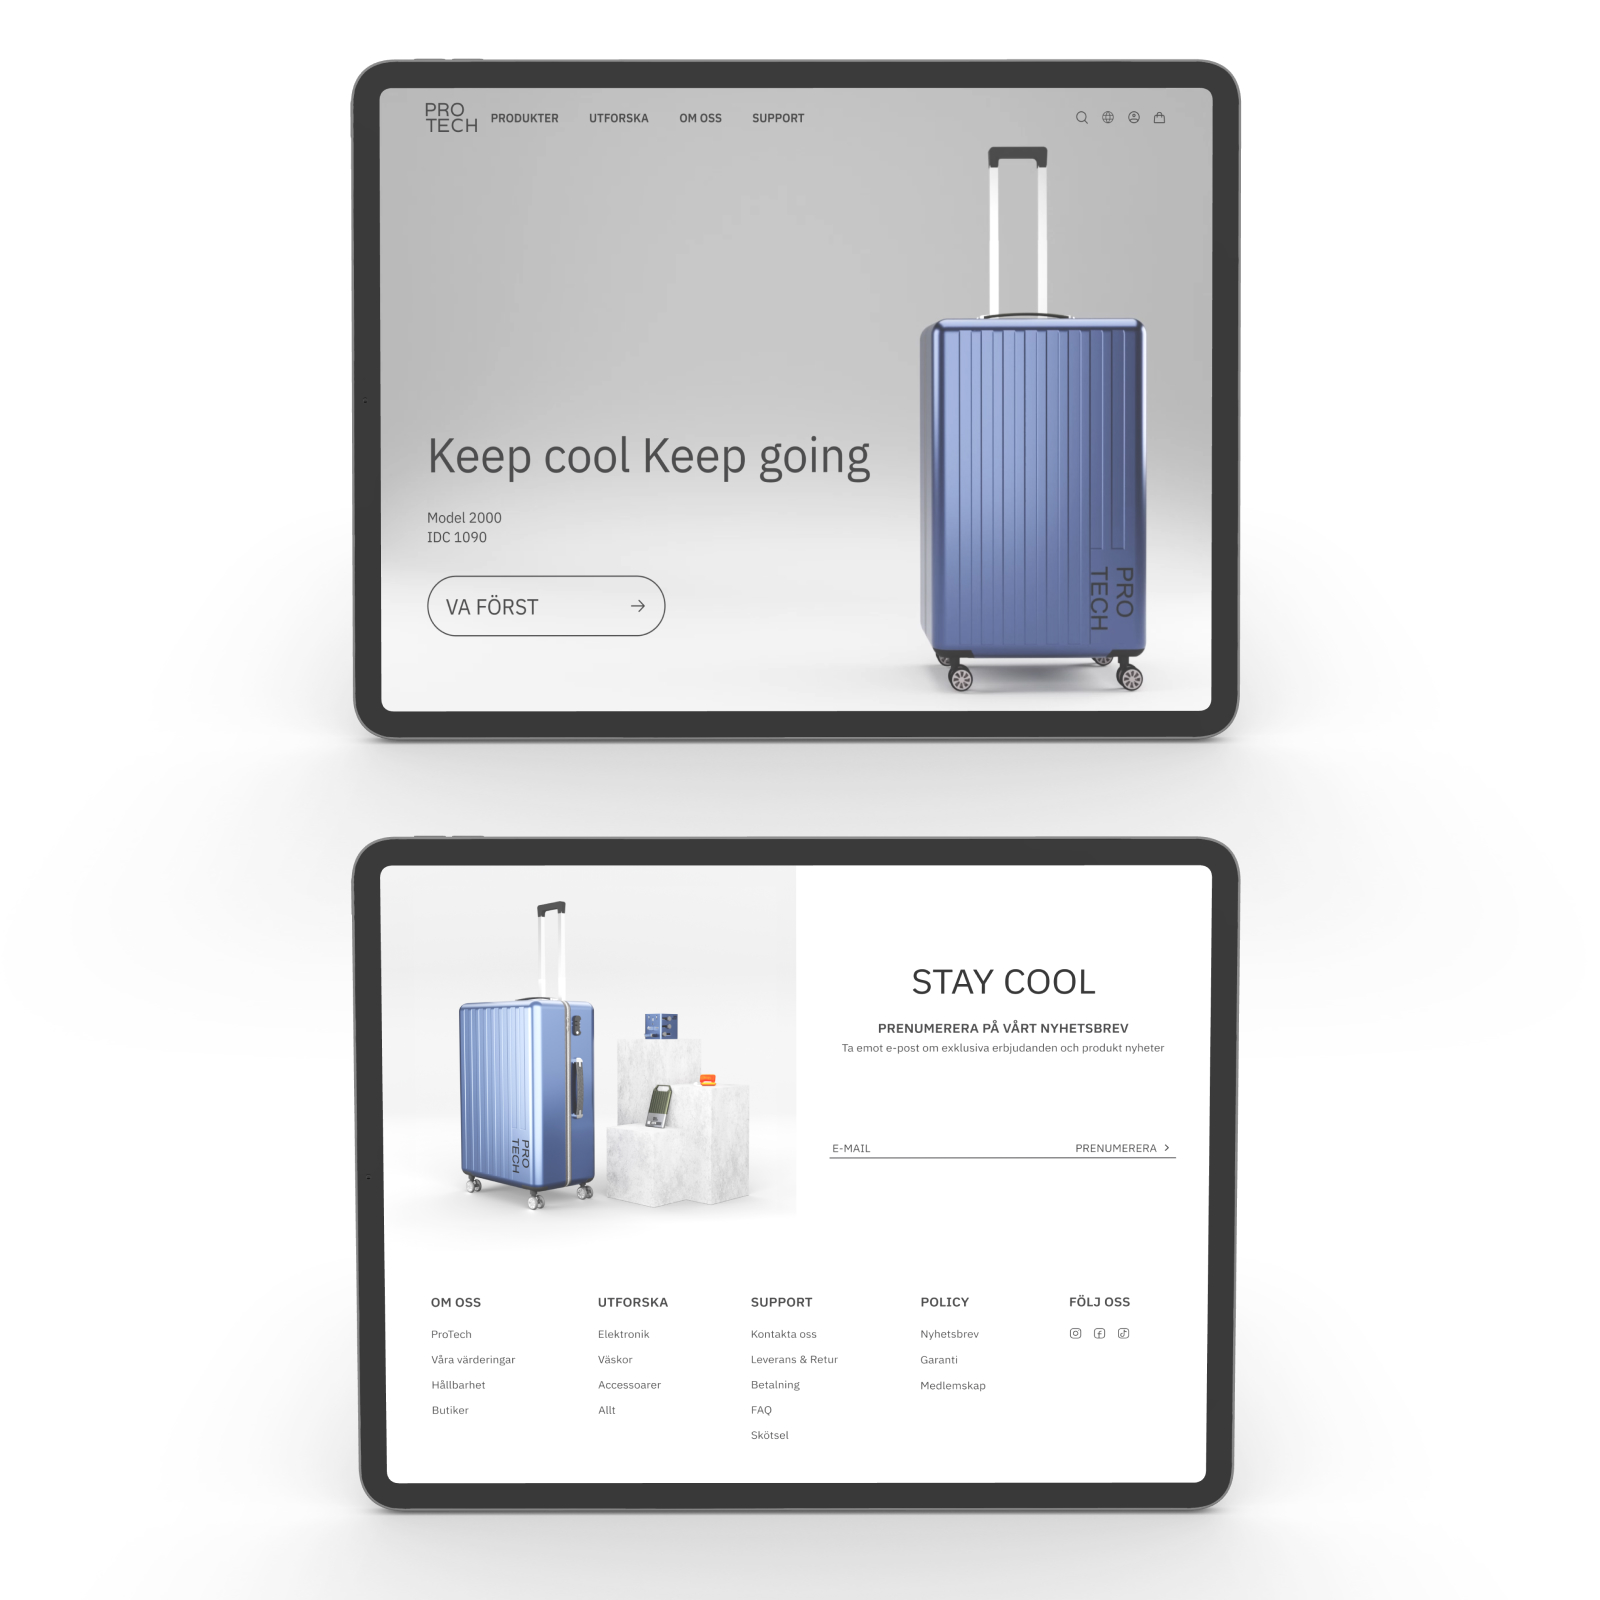 PRO
TECH
PRODUKTER
UTFORSKA
OM OSS
SUPPORT
Keep cool Keep going
Model 2000
IDC 1090
VA FÖRST
PRO
TECH
PRO
TECH
STAY COOL
PRENUMERERA PÅ VÅRT NYHETSBREV
Ta emot e-post om exklusiva erbjudanden och produkt nyheter
E-MAIL
PRENUMERERA
OM OSS
ProTech
Våra värderingar
Hållbarhet
Butiker
UTFORSKA
Elektronik
Väskor
Accessoarer
Allt
SUPPORT
Kontakta oss
Leverans & Retur
Betalning
FAQ
Skötsel
POLICY
Nyhetsbrev
Garanti
Medlemskap
FÖLJ OSS